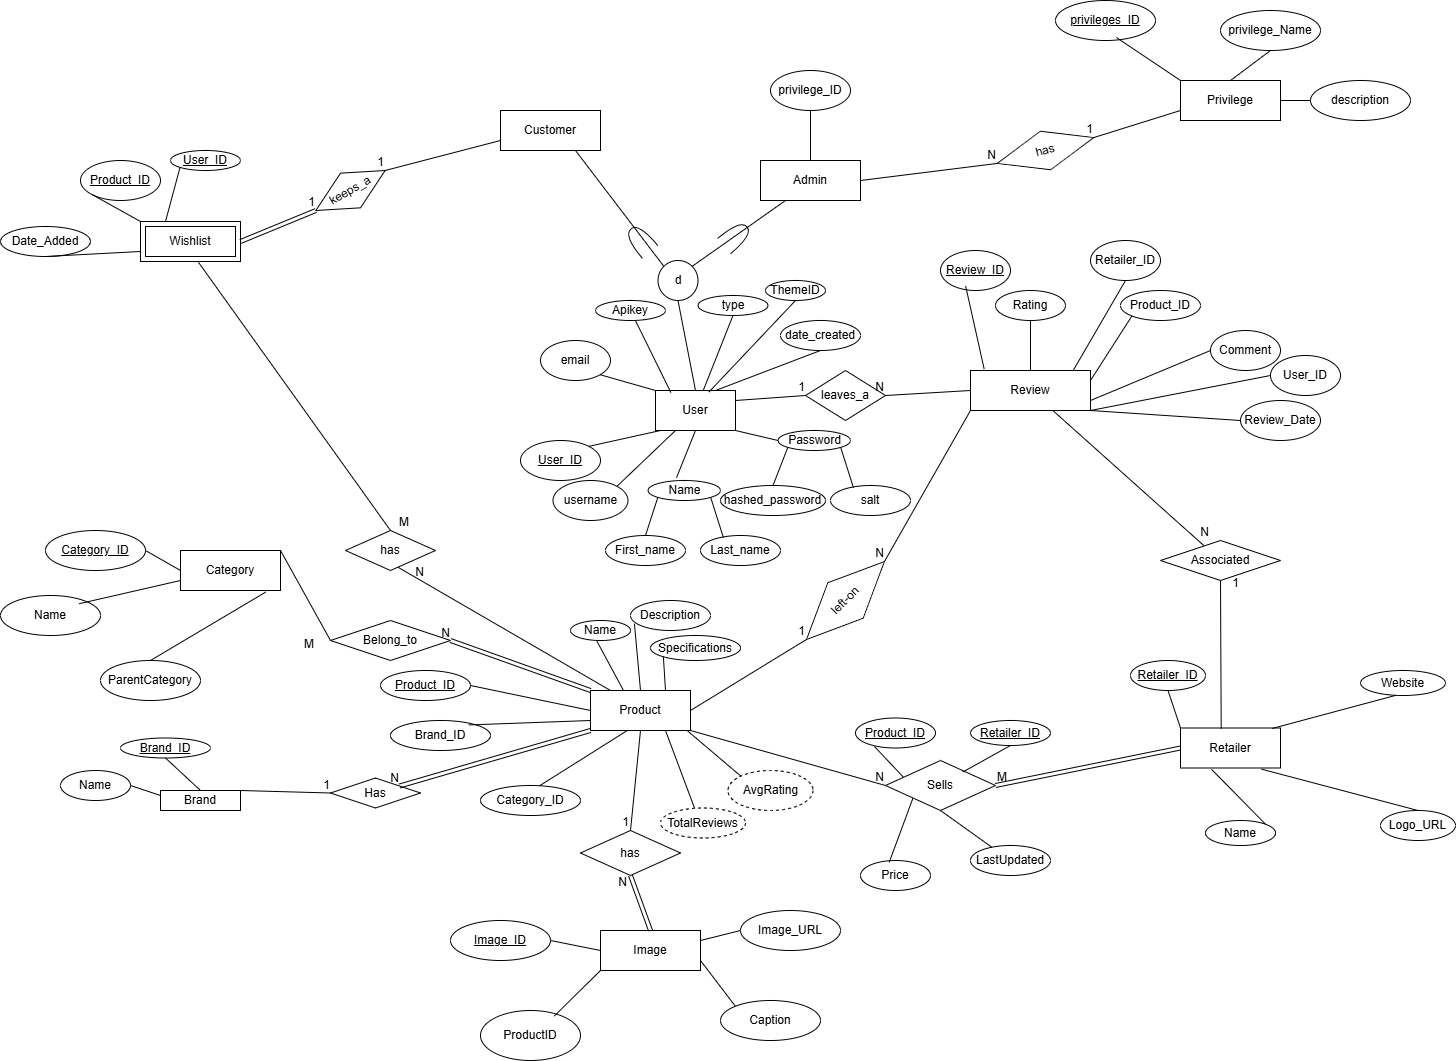 privileges_ID
privilege_Name
privilege_ID
Privilege
description
Customer
1
has
N
Admin
User_ID
Product_ID
1
keeps_a
1
Wishlist
Date_Added
d
Review_ID
Retailer_ID
Rating
Product_ID
ThemeID
type
Apikey
date_created
email
Comment
User_ID
Review_Date
1
leaves_a
N
Review
User
User_ID
Password
username
Name
hashed_password
salt
First_name
Last_name
M
has
N
N
Associated
1
N
left-on
1
Category_ID
Category
Name
ParentCategory
M
Belong_to
N
Name
Description
Specifications
Product_ID
Product
Brand_ID
Retailer_ID
Website
Retailer
Name
Logo_URL
Product_ID
Retailer_ID
N
Sells
M
Price
LastUpdated
Brand_ID
Name
Brand
1
Has
N
Category_ID
AvgRating
TotalReviews
1
has
N
Image_ID
Image
Image_URL
ProductID
Caption